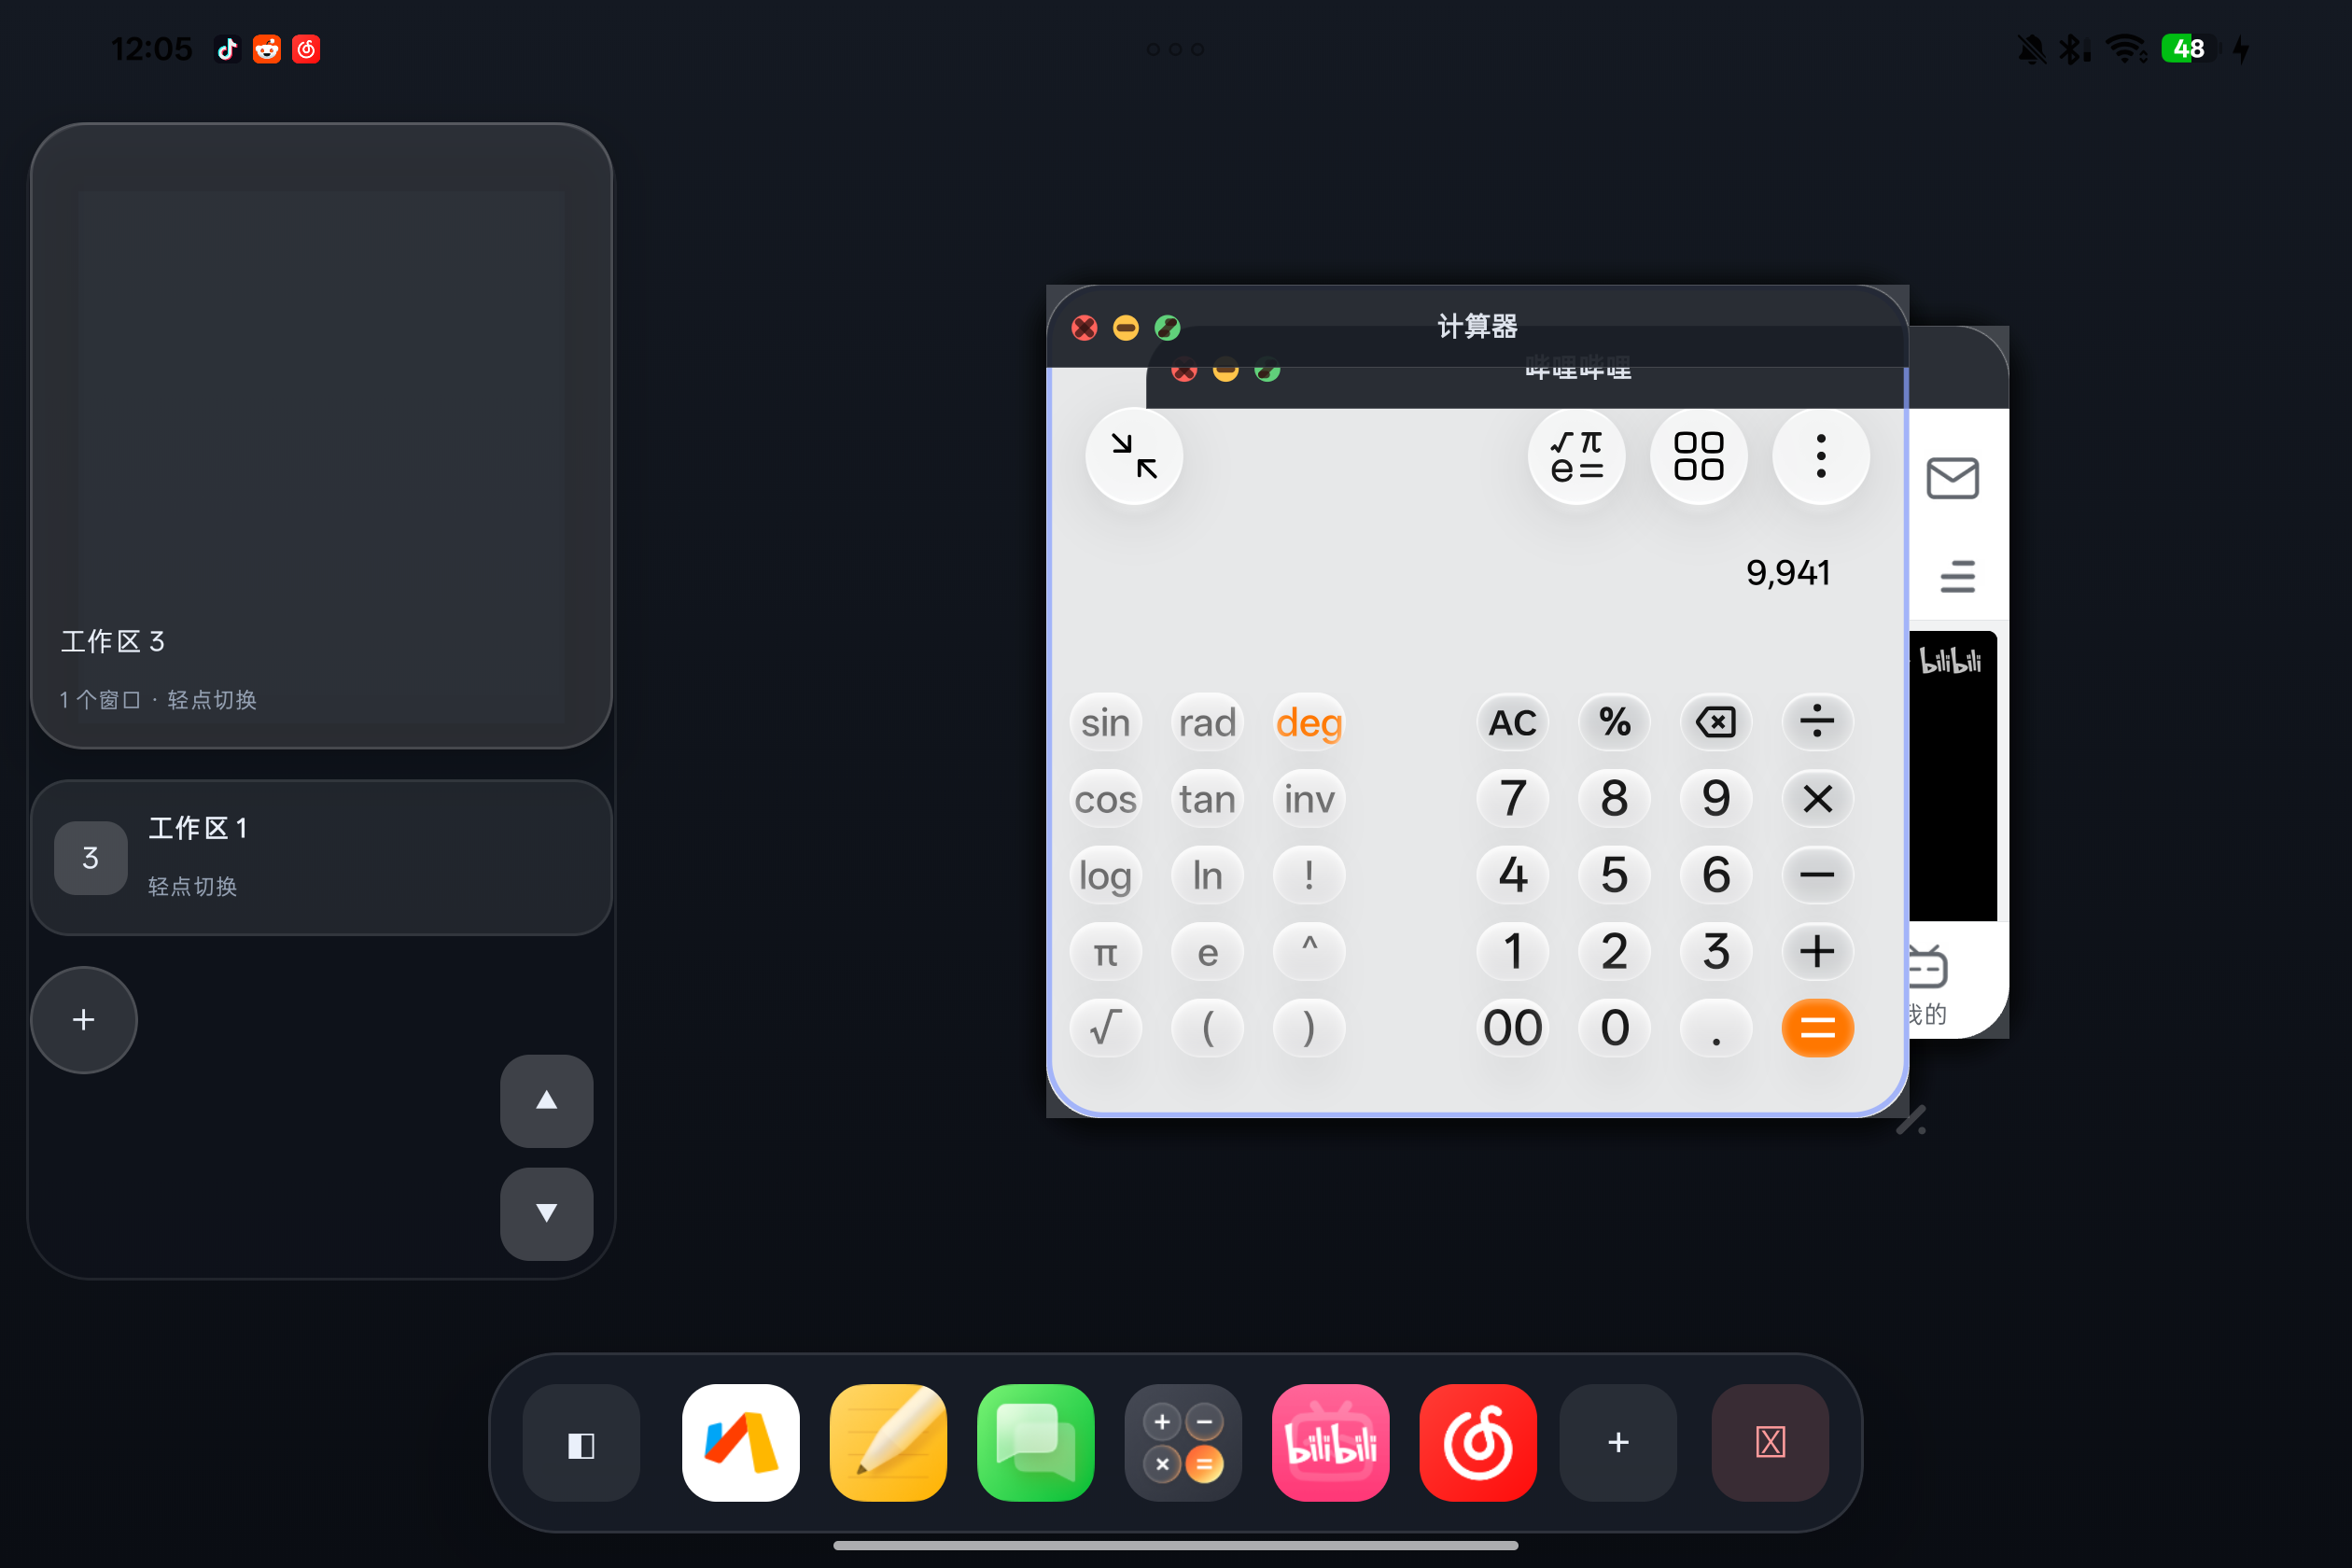 12:05
48
工作区 3
1 个窗口 · 轻点切换
3
工作区 1
轻点切换
+
计算器
哔哩哔哩
√ π
e =
9,941
sin rad deg AC % ÷
cos tan inv 7 8 9 ×
log ln ! 4 5 6 −
π e ^ 1 2 3 +
√ ( ) 00 0 . =
bilibili
我的
+ −
× =
bilibili
+